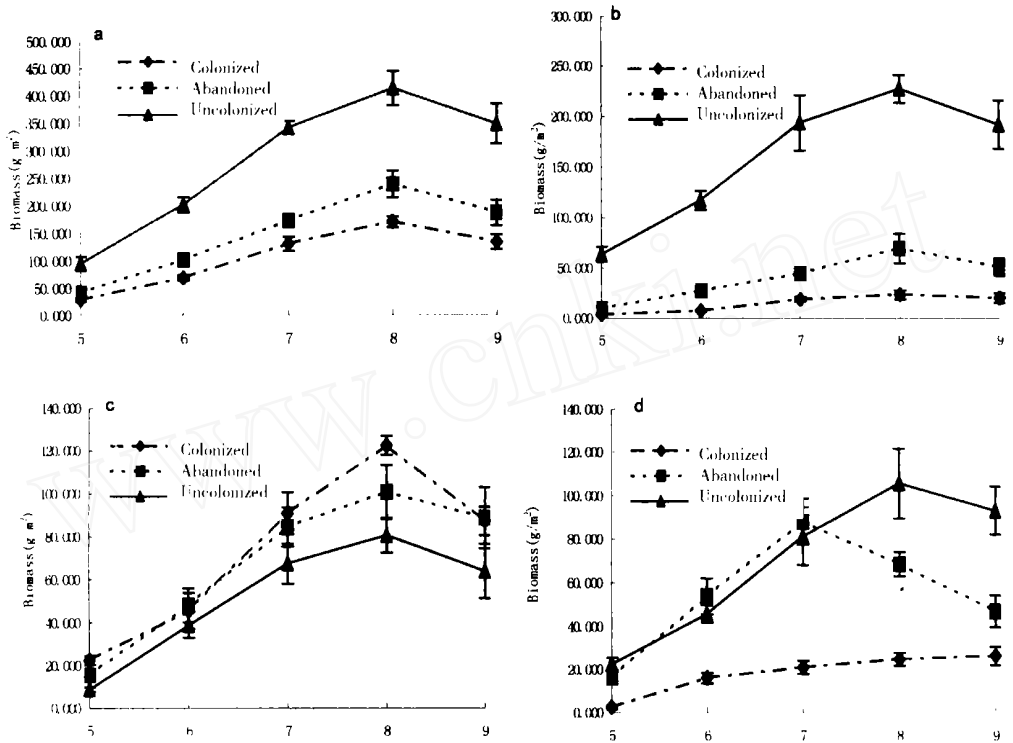 a
500.000
450.000
400.000
350.000
300.000
250.000
200.000
150.000
100.000
50.000
0.000
Biomass(g m²)
Colonized
Abandoned
Uncolonized
5 6 7 8 9
b
300.000
250.000
200.000
150.000
100.000
50.000
0.000
Biomass(g/m²)
Colonized
Abandoned
Uncolonized
5 6 7 8 9
c
140.000
120.000
100.000
80.000
60.000
40.000
20.000
0.000
Biomass(g m²)
Colonized
Abandoned
Uncolonized
5 6 7 8 9
d
140.000
120.000
100.000
80.000
60.000
40.000
20.000
0.000
Biomass(g/m²)
Colonized
Abandoned
Uncolonized
5 6 7 8 9
www.cnki.net